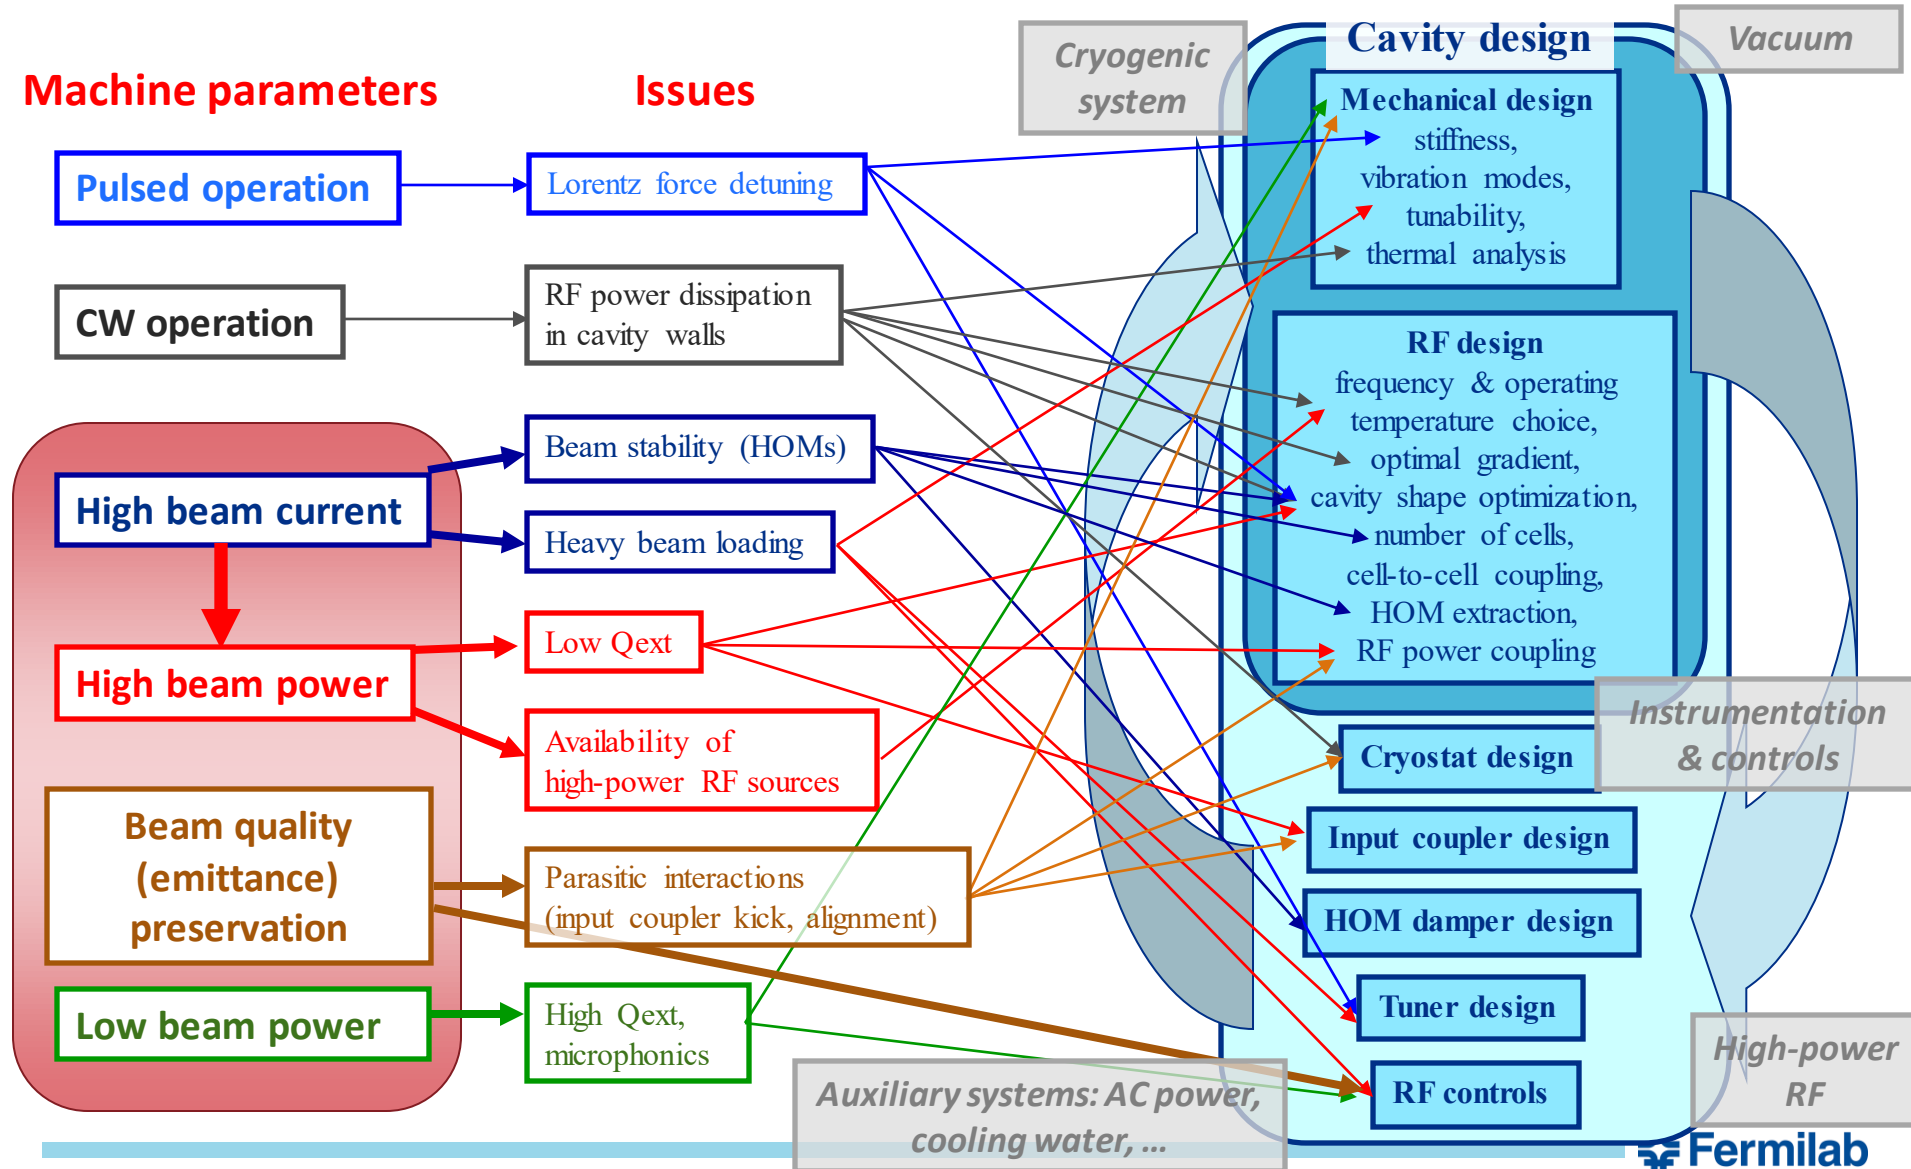 Machine parameters
Issues
Pulsed operation
CW operation
High beam current
High beam power
Beam quality
(emittance)
preservation
Low beam power
Lorentz force detuning
RF power dissipation
in cavity walls
Beam stability (HOMs)
Heavy beam loading
Low Qext
Availability of
high-power RF sources
Parasitic interactions
(input coupler kick, alignment)
High Qext,
microphonics
Cryogenic
system
Cavity design
Vacuum
Mechanical design
stiffness,
vibration modes,
tunability,
thermal analysis
RF design
frequency & operating
temperature choice,
optimal gradient,
cavity shape optimization,
number of cells,
cell-to-cell coupling,
HOM extraction,
RF power coupling
Instrumentation
& controls
Cryostat design
Input coupler design
HOM damper design
Tuner design
RF controls
High-power
RF
Auxiliary systems: AC power,
cooling water, ...
Fermilab